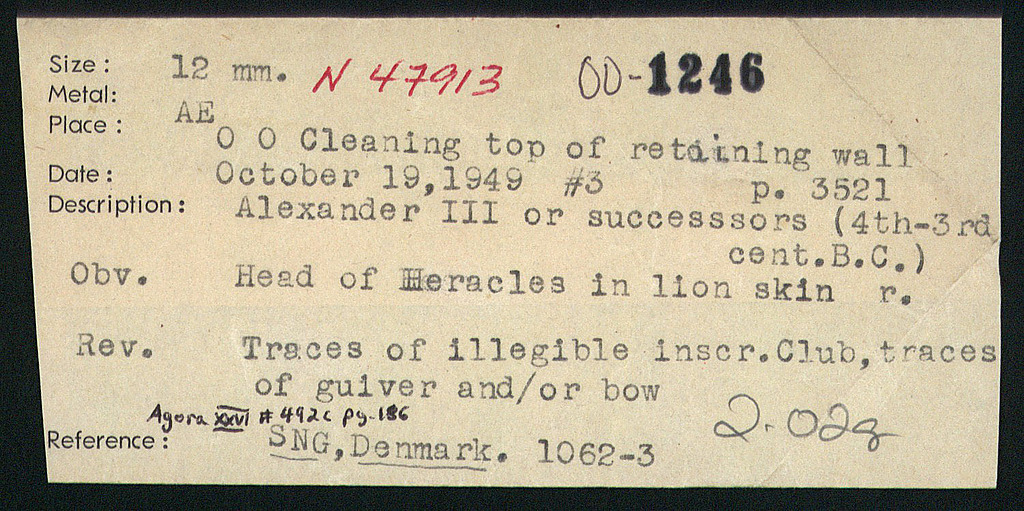 Size: 12 mm. N 47913 OO-1246
Metal: AE
Place: O O Cleaning top of retaining wall
Date: October 19,1949 #3 p. 3521
Description: Alexander III or successsors (4th-3rd
cent.B.C.)
Obv. Head of Heracles in lion skin r.
Rev. Traces of illegible inscr.Club,traces
of guiver and/or bow
Agora XXVI # 492c pg-186
2.02g
Reference: SNG,Denmark. 1062-3